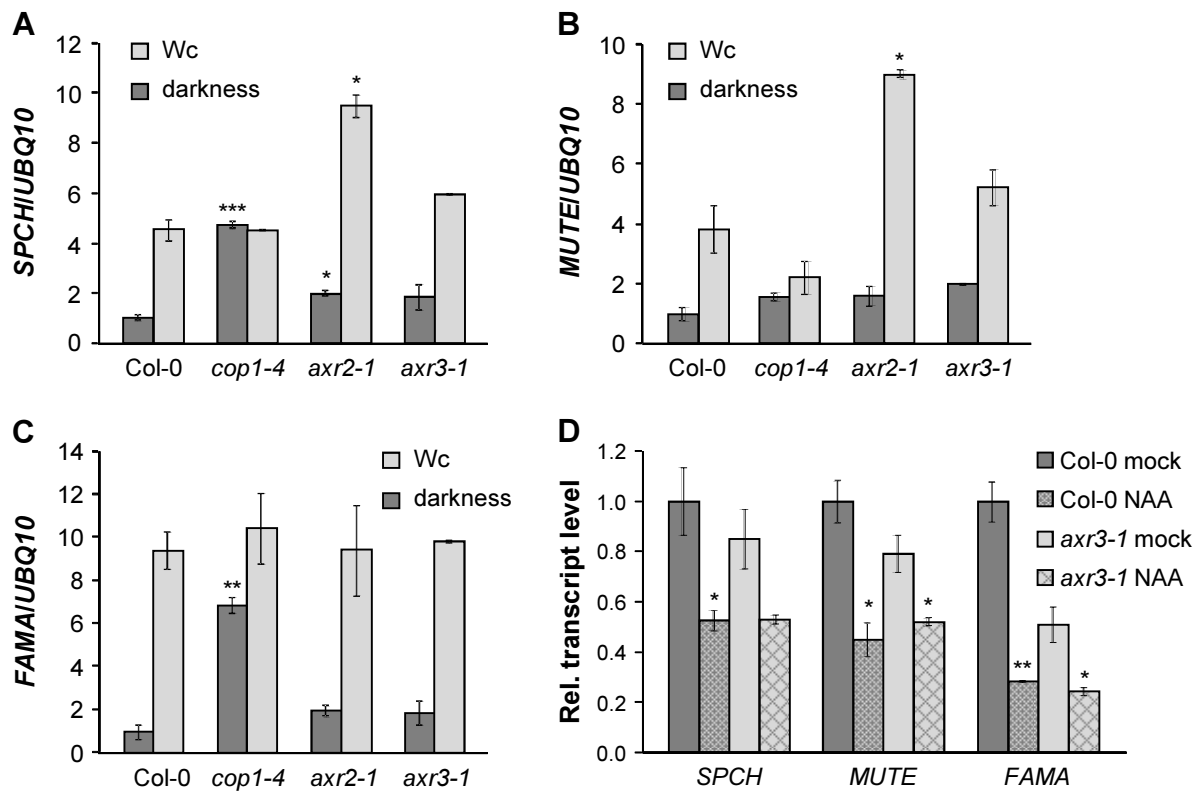 A
SPCH/UBQ10
12
10
8
6
4
2
0
Wc
darkness
***
*
*
Col-0 cop1-4 axr2-1 axr3-1
B
MUTE/UBQ10
10
8
6
4
2
0
Wc
darkness
*
Col-0 cop1-4 axr2-1 axr3-1
C
FAMA/UBQ10
14
12
10
8
6
4
2
0
Wc
darkness
**
Col-0 cop1-4 axr2-1 axr3-1
D
Rel. transcript level
1.2
1.0
0.8
0.6
0.4
0.2
0.0
Col-0 mock
Col-0 NAA
axr3-1 mock
axr3-1 NAA
*
*
*
**
*
SPCH MUTE FAMA